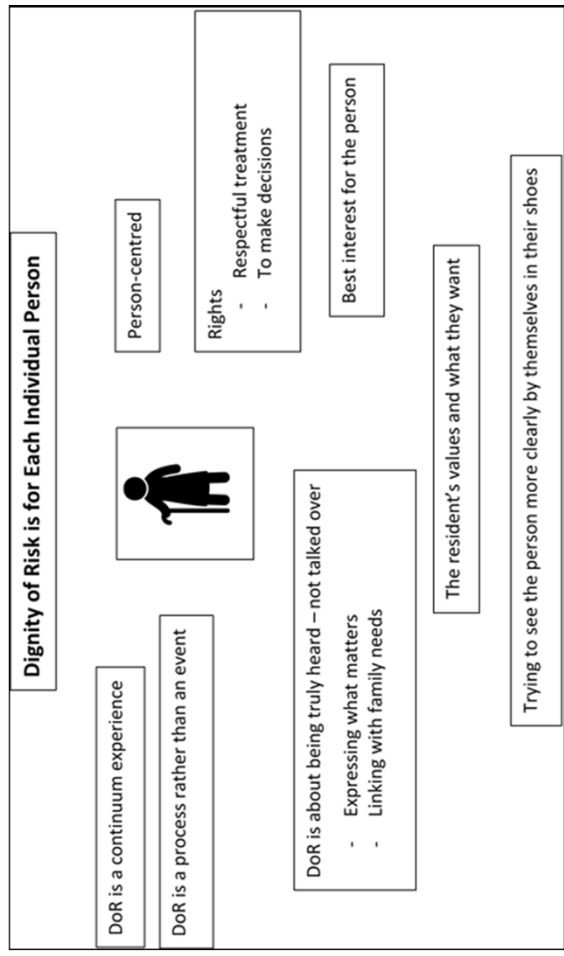 Dignity of Risk is for Each Individual Person
DoR is a continuum experience
DoR is a process rather than an event
Person-centred
Rights
- Respectful treatment
- To make decisions
DoR is about being truly heard – not talked over
- Expressing what matters
- Linking with family needs
Best interest for the person
The resident's values and what they want
Trying to see the person more clearly by themselves in their shoes